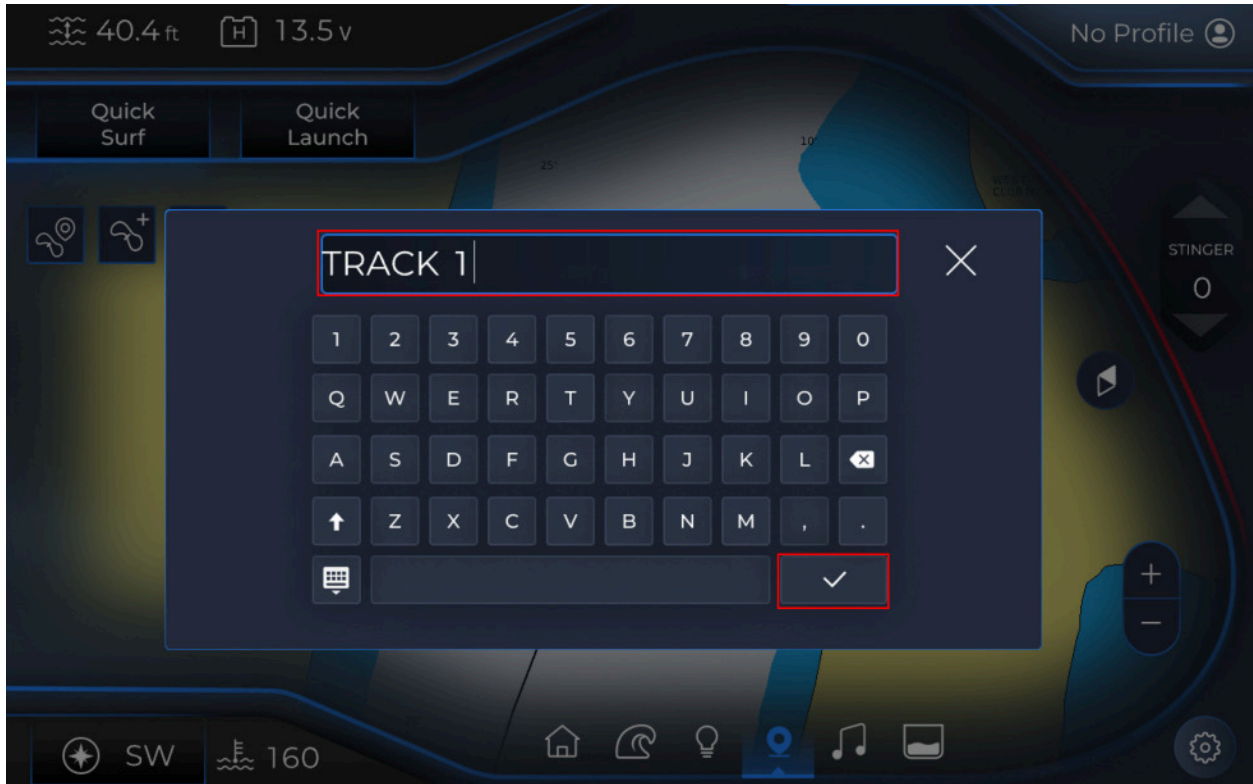 40.4 ft
H 13.5 v
No Profile
Quick
Surf
Quick
Launch
10'
25'
STINGER
0
TRACK 1
1 2 3 4 5 6 7 8 9 0
Q W E R T Y U I O P
A S D F G H J K L
Z X C V B N M , .
+
−
SW
160